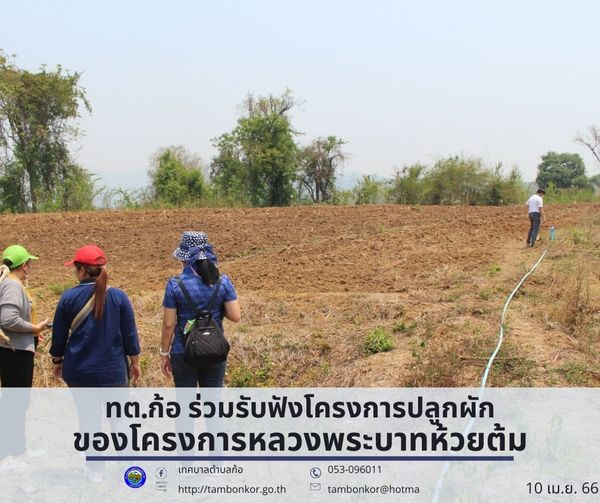 ทต.ก้อ ร่วมรับฟังโครงการปลูกผัก
ของโครงการหลวงพระบาทห้วยต้ม
เทศบาลตำบลก้อ 053-096011
http://tambonkor.go.th tambonkor@hotma
10 เม.ย. 66